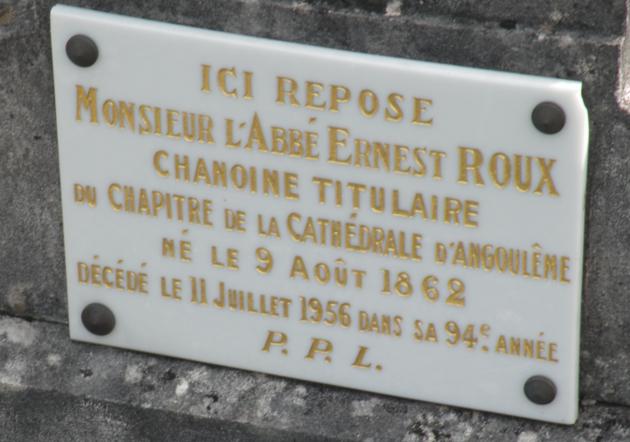 ICI REPOSE
MONSIEUR L'ABBÉ ERNEST ROUX
CHANOINE TITULAIRE
DU CHAPITRE DE LA CATHÉDRALE D'ANGOULÊME
NÉ LE 9 AOÛT 1862
DÉCÉDÉ LE 11 JUILLET 1956 DANS SA 94e. ANNÉE
P. P. L.